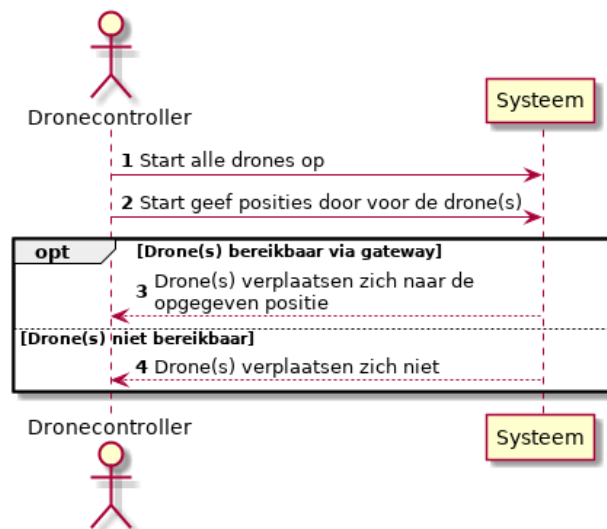 Dronecontroller
Systeem
1 Start alle drones op
2 Start geef posities door voor de drone(s)
opt [Drone(s) bereikbaar via gateway]
3 Drone(s) verplaatsen zich naar de
opgegeven positie
[Drone(s) niet bereikbaar]
4 Drone(s) verplaatsen zich niet
Dronecontroller
Systeem